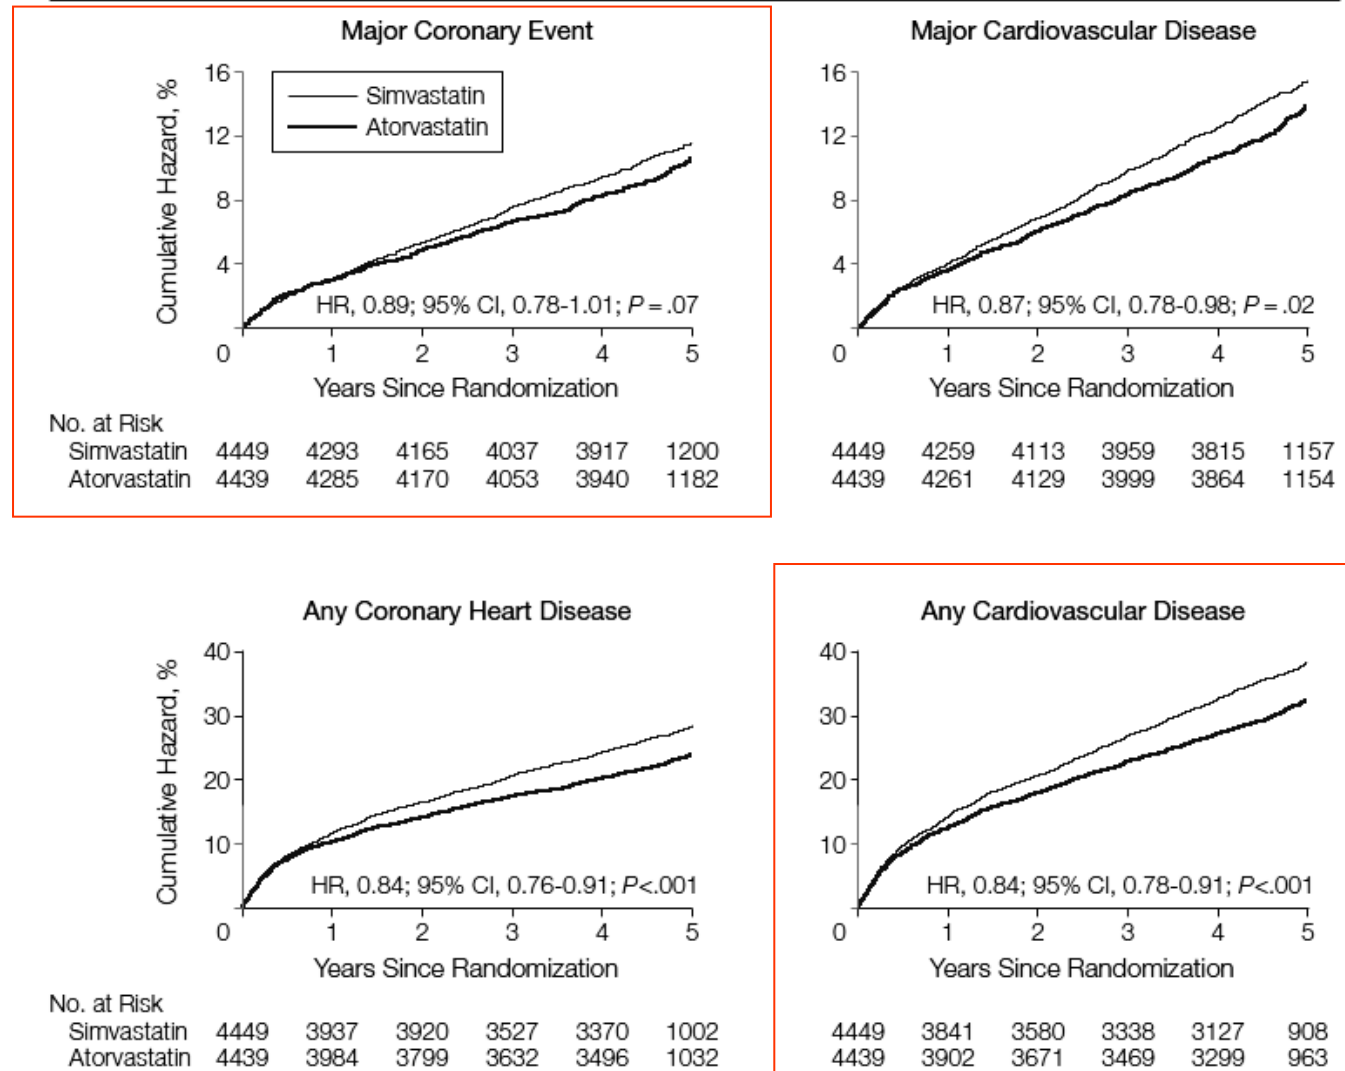 Major Coronary Event
Cumulative Hazard, %
16
12
8
4
Simvastatin
Atorvastatin
HR, 0.89; 95% CI, 0.78-1.01; P = .07
0 1 2 3 4 5
Years Since Randomization
No. at Risk
Simvastatin 4449 4293 4165 4037 3917 1200
Atorvastatin 4439 4285 4170 4053 3940 1182
Major Cardiovascular Disease
16
12
8
4
HR, 0.87; 95% CI, 0.78-0.98; P = .02
0 1 2 3 4 5
Years Since Randomization
4449 4259 4113 3959 3815 1157
4439 4261 4129 3999 3864 1154
Any Coronary Heart Disease
Cumulative Hazard, %
40
30
20
10
HR, 0.84; 95% CI, 0.76-0.91; P<.001
0 1 2 3 4 5
Years Since Randomization
No. at Risk
Simvastatin 4449 3937 3920 3527 3370 1002
Atorvastatin 4439 3984 3799 3632 3496 1032
Any Cardiovascular Disease
40
30
20
10
HR, 0.84; 95% CI, 0.78-0.91; P<.001
0 1 2 3 4 5
Years Since Randomization
4449 3841 3580 3338 3127 908
4439 3902 3671 3469 3299 963